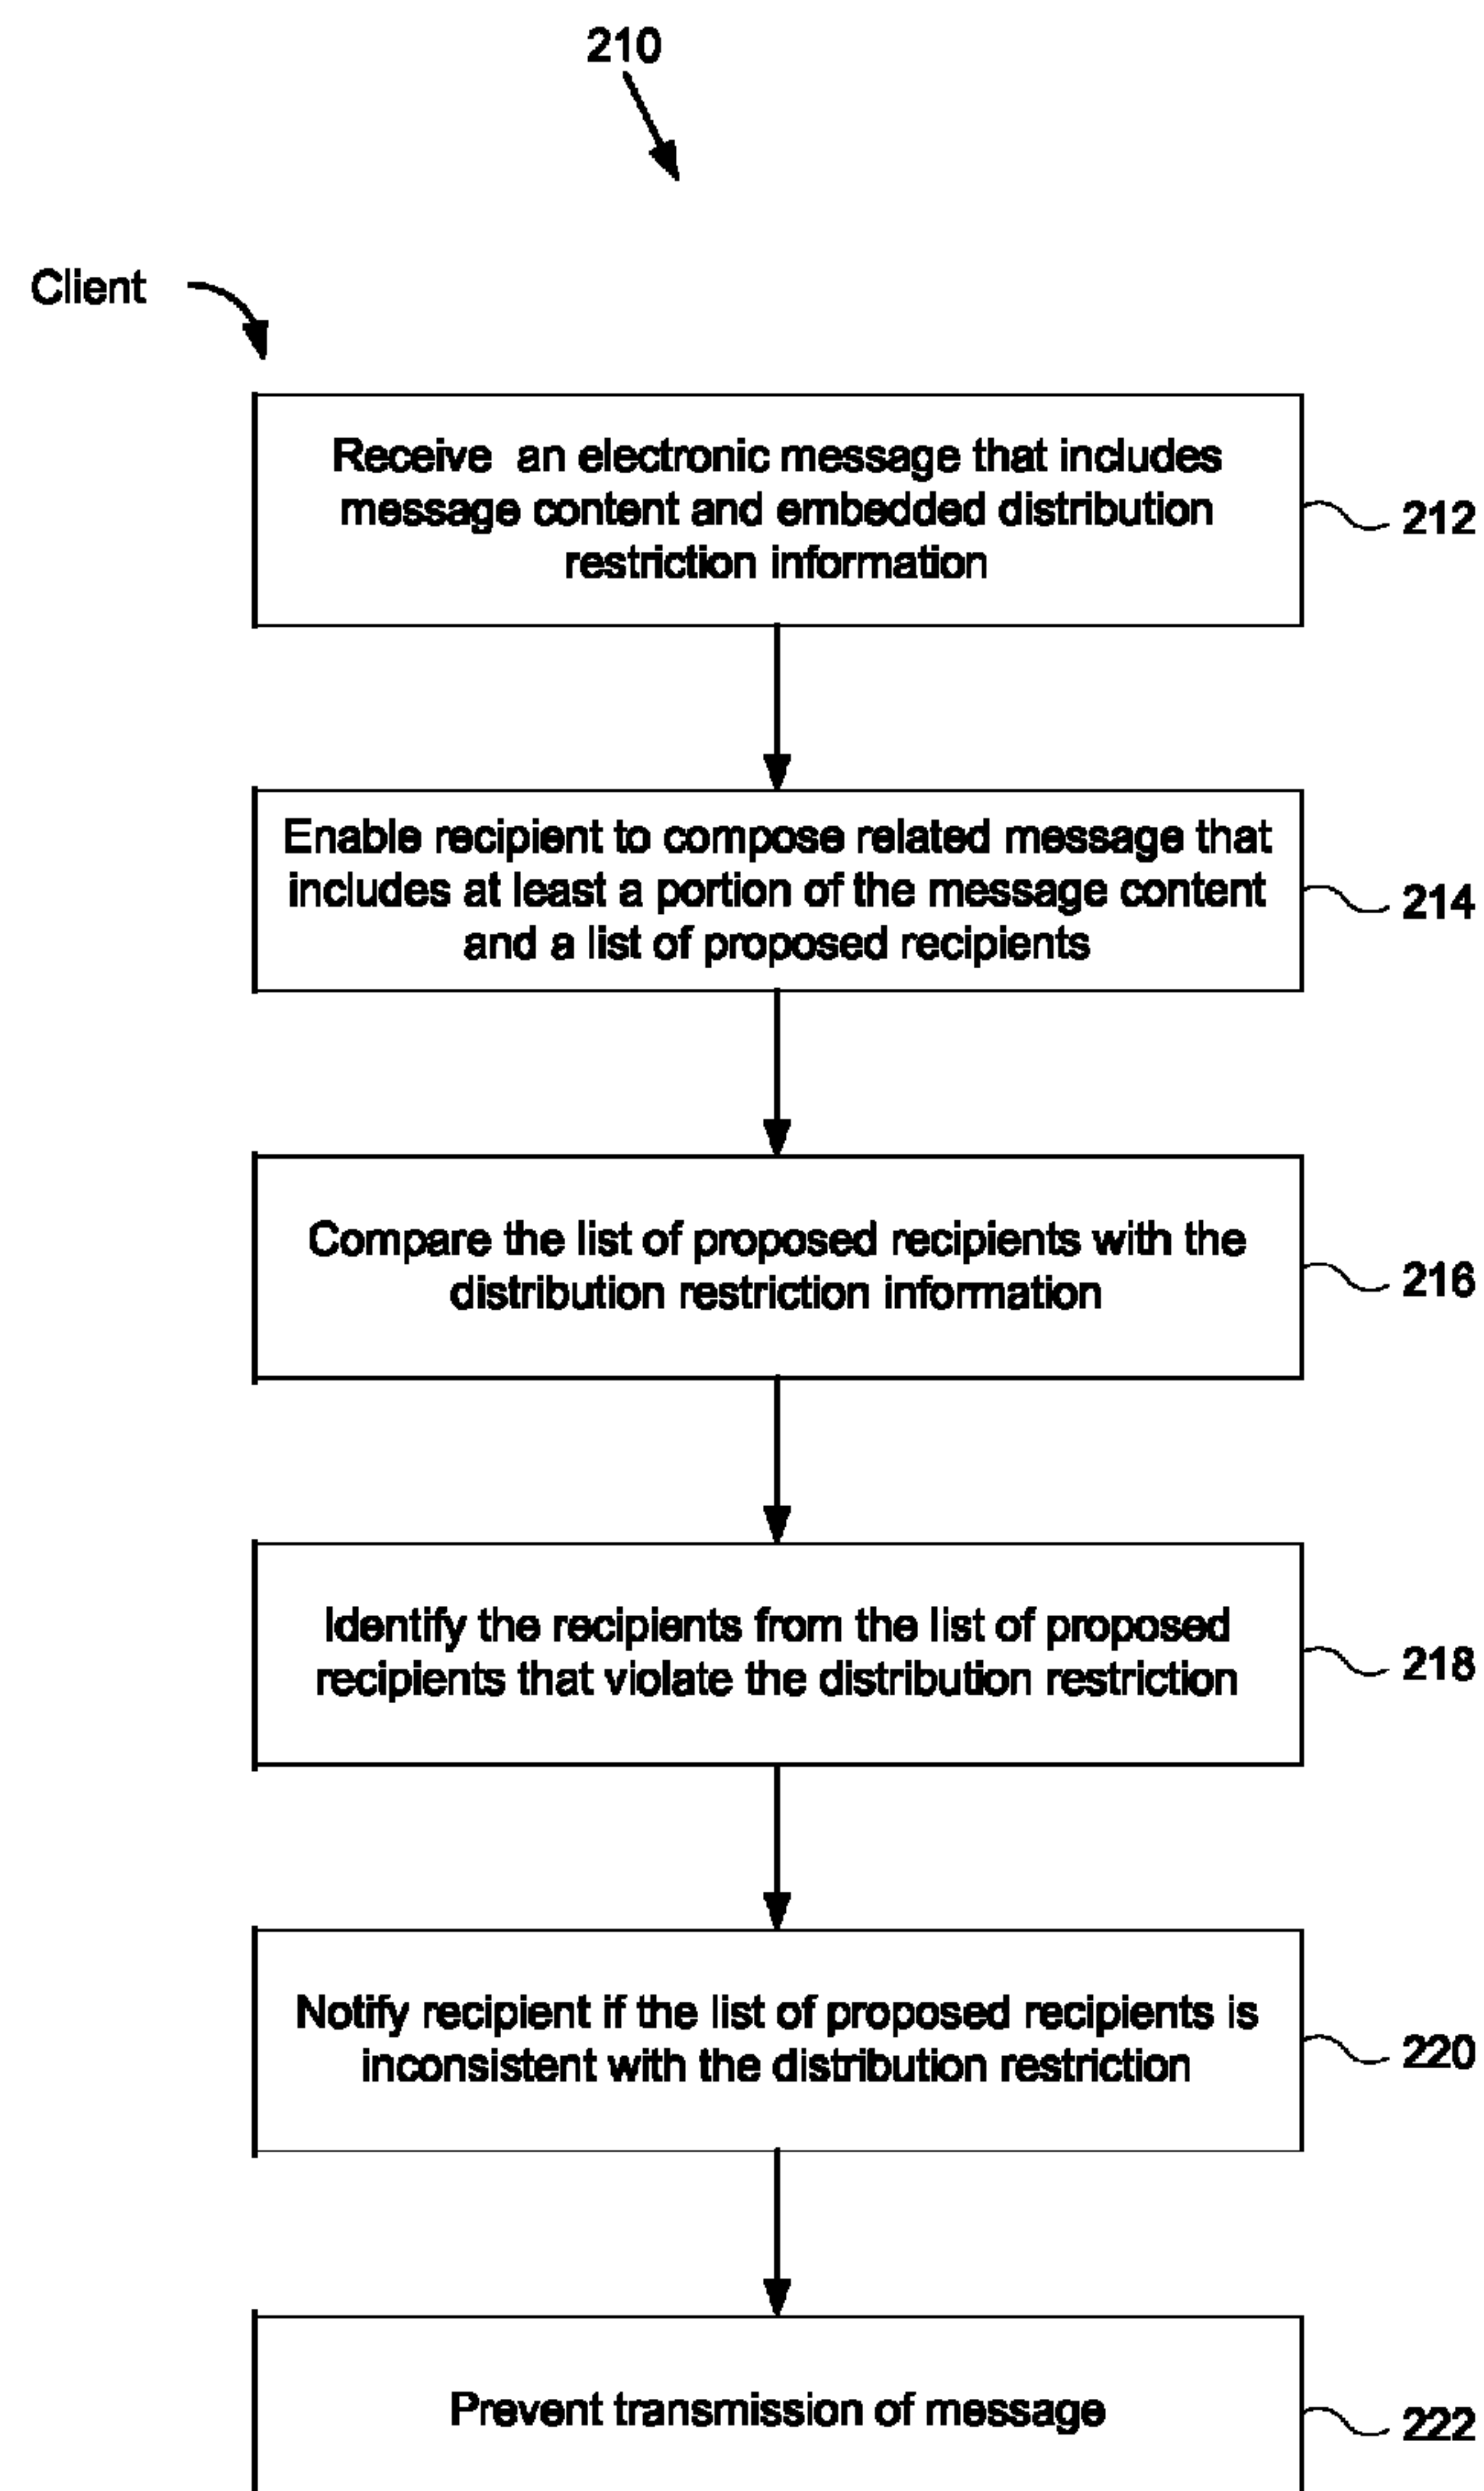 210
Client
Receive an electronic message that includes
message content and embedded distribution
restriction information
212
Enable recipient to compose related message that
includes at least a portion of the message content
and a list of proposed recipients
214
Compare the list of proposed recipients with the
distribution restriction information
216
Identify the recipients from the list of proposed
recipients that violate the distribution restriction
218
Notify recipient if the list of proposed recipients is
inconsistent with the distribution restriction
220
Prevent transmission of message
222